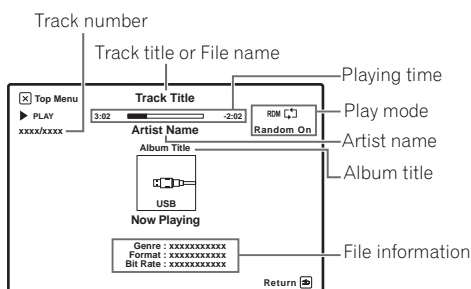 Track number
Track title or File name
Playing time
Top Menu
Track Title
PLAY
3:02
-2:02
RDM
Play mode
xxxx/xxxx
Artist Name
Random On
Artist name
Album Title
Album title
USB
Now Playing
Genre : xxxxxxxxxxx
Format : xxxxxxxxxxx
Bit Rate : xxxxxxxxxxx
File information
Return